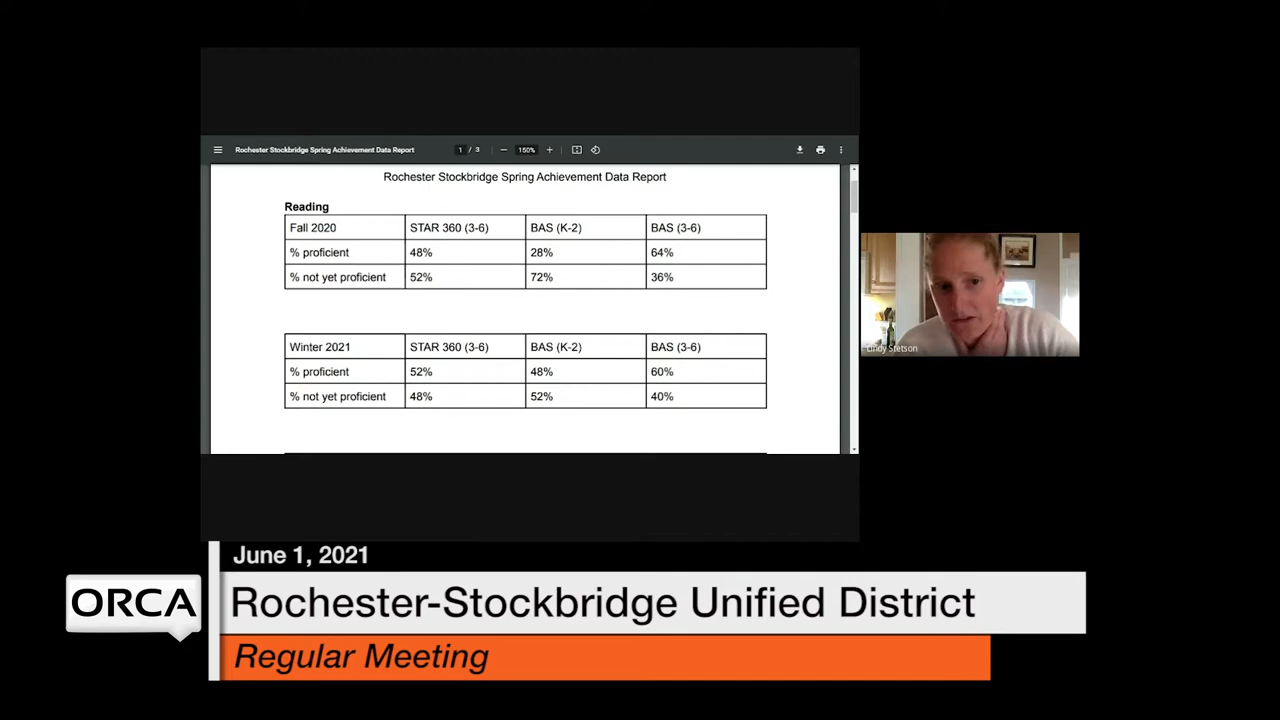 Rochester Stockbridge Spring Achievement Data Report 1 / 3 150%
Rochester Stockbridge Spring Achievement Data Report
Reading
Fall 2020 STAR 360 (3-6) BAS (K-2) BAS (3-6)
% proficient 48% 28% 64%
% not yet proficient 52% 72% 36%
Winter 2021 STAR 360 (3-6) BAS (K-2) BAS (3-6)
% proficient 52% 48% 60%
% not yet proficient 48% 52% 40%
Lindy Stetson
June 1, 2021
ORCA
Rochester-Stockbridge Unified District
Regular Meeting